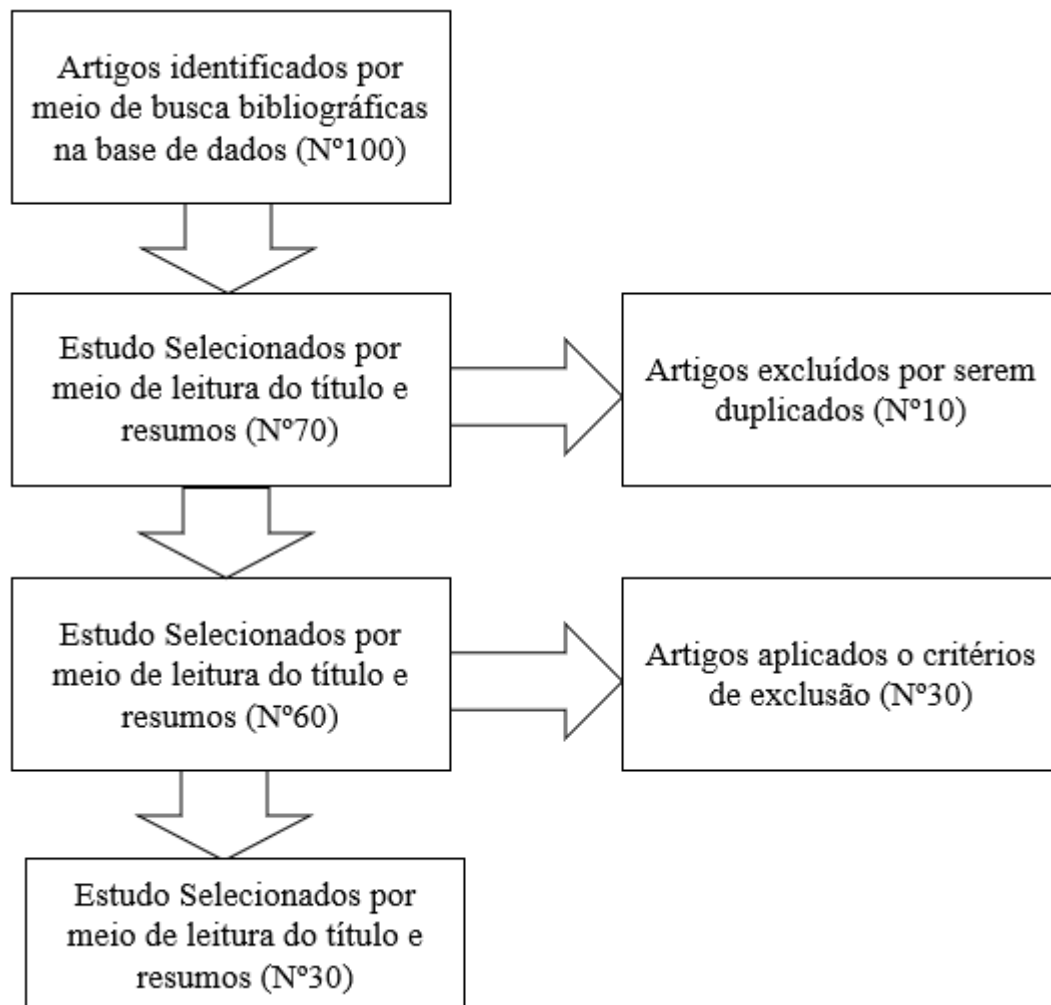 Artigos identificados por
meio de busca bibliográficas
na base de dados (Nº100)
Estudo Selecionados por
meio de leitura do título e
resumos (Nº70)
Artigos excluídos por serem
duplicados (Nº10)
Estudo Selecionados por
meio de leitura do título e
resumos (Nº60)
Artigos aplicados o critérios
de exclusão (Nº30)
Estudo Selecionados por
meio de leitura do título e
resumos (Nº30)